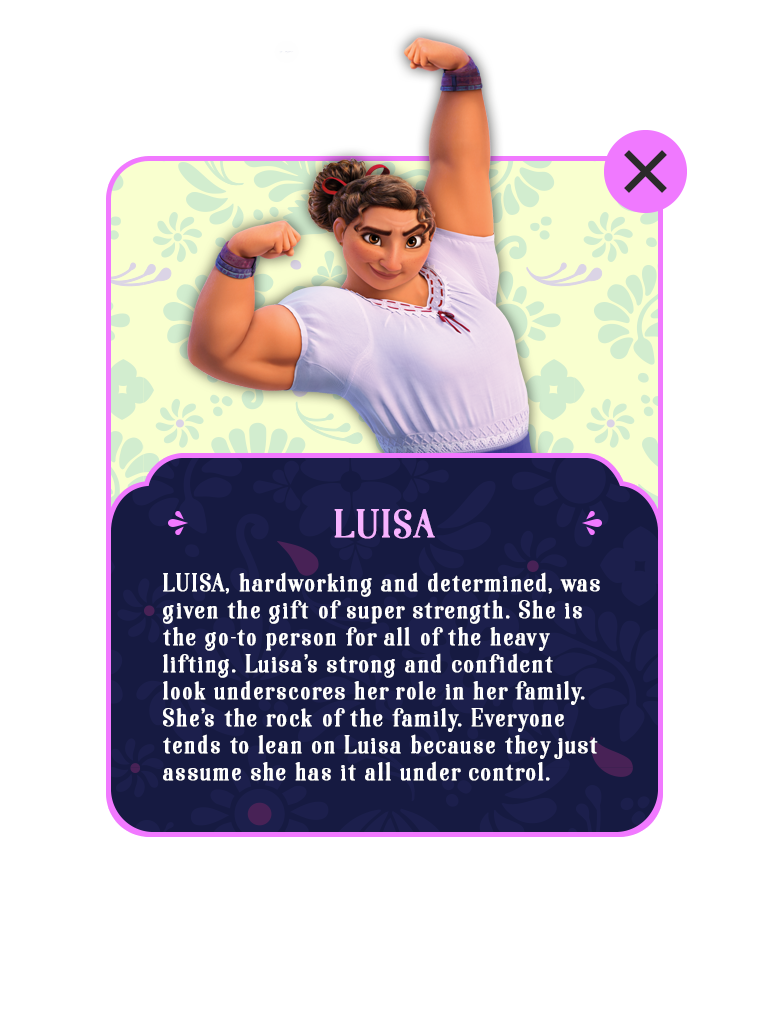 LUISA
LUISA, hardworking and determined, was
given the gift of super strength. She is
the go-to person for all of the heavy
lifting. Luisa's strong and confident
look underscores her role in her family.
She's the rock of the family. Everyone
tends to lean on Luisa because they just
assume she has it all under control.